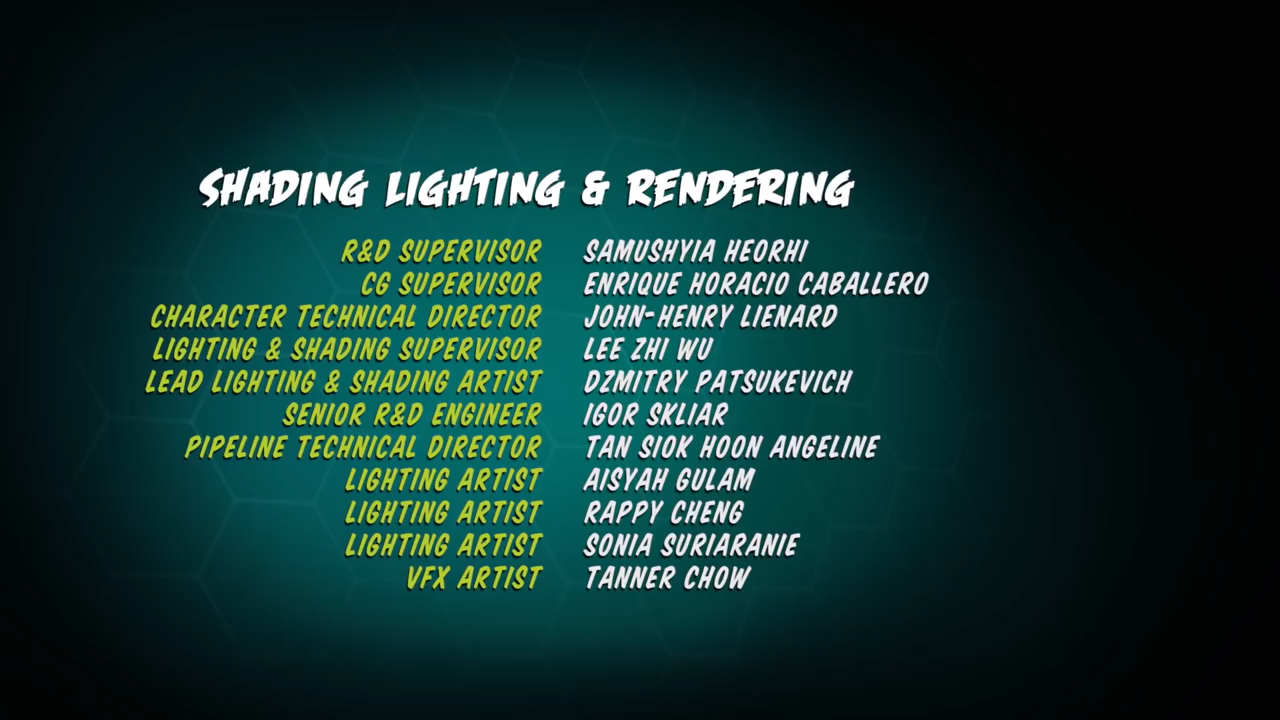 SHADING LIGHTING & RENDERING
R&D SUPERVISOR SAMUSHYIA HEORHI
CG SUPERVISOR ENRIQUE HORACIO CABALLERO
CHARACTER TECHNICAL DIRECTOR JOHN-HENRY LIENARD
LIGHTING & SHADING SUPERVISOR LEE ZHI WU
LEAD LIGHTING & SHADING ARTIST DZMITRY PATSUKEVICH
SENIOR R&D ENGINEER IGOR SKLIAR
PIPELINE TECHNICAL DIRECTOR TAN SIOK HOON ANGELINE
LIGHTING ARTIST AISYAH GULAM
LIGHTING ARTIST RAPPY CHENG
LIGHTING ARTIST SONIA SURIARANIE
VFX ARTIST TANNER CHOW